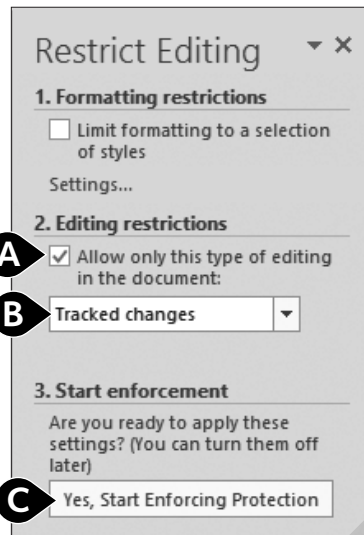 Restrict Editing
1. Formatting restrictions
Limit formatting to a selection
of styles
Settings...
2. Editing restrictions
A
Allow only this type of editing
in the document:
B
Tracked changes
3. Start enforcement
Are you ready to apply these
settings? (You can turn them off
later)
C
Yes, Start Enforcing Protection